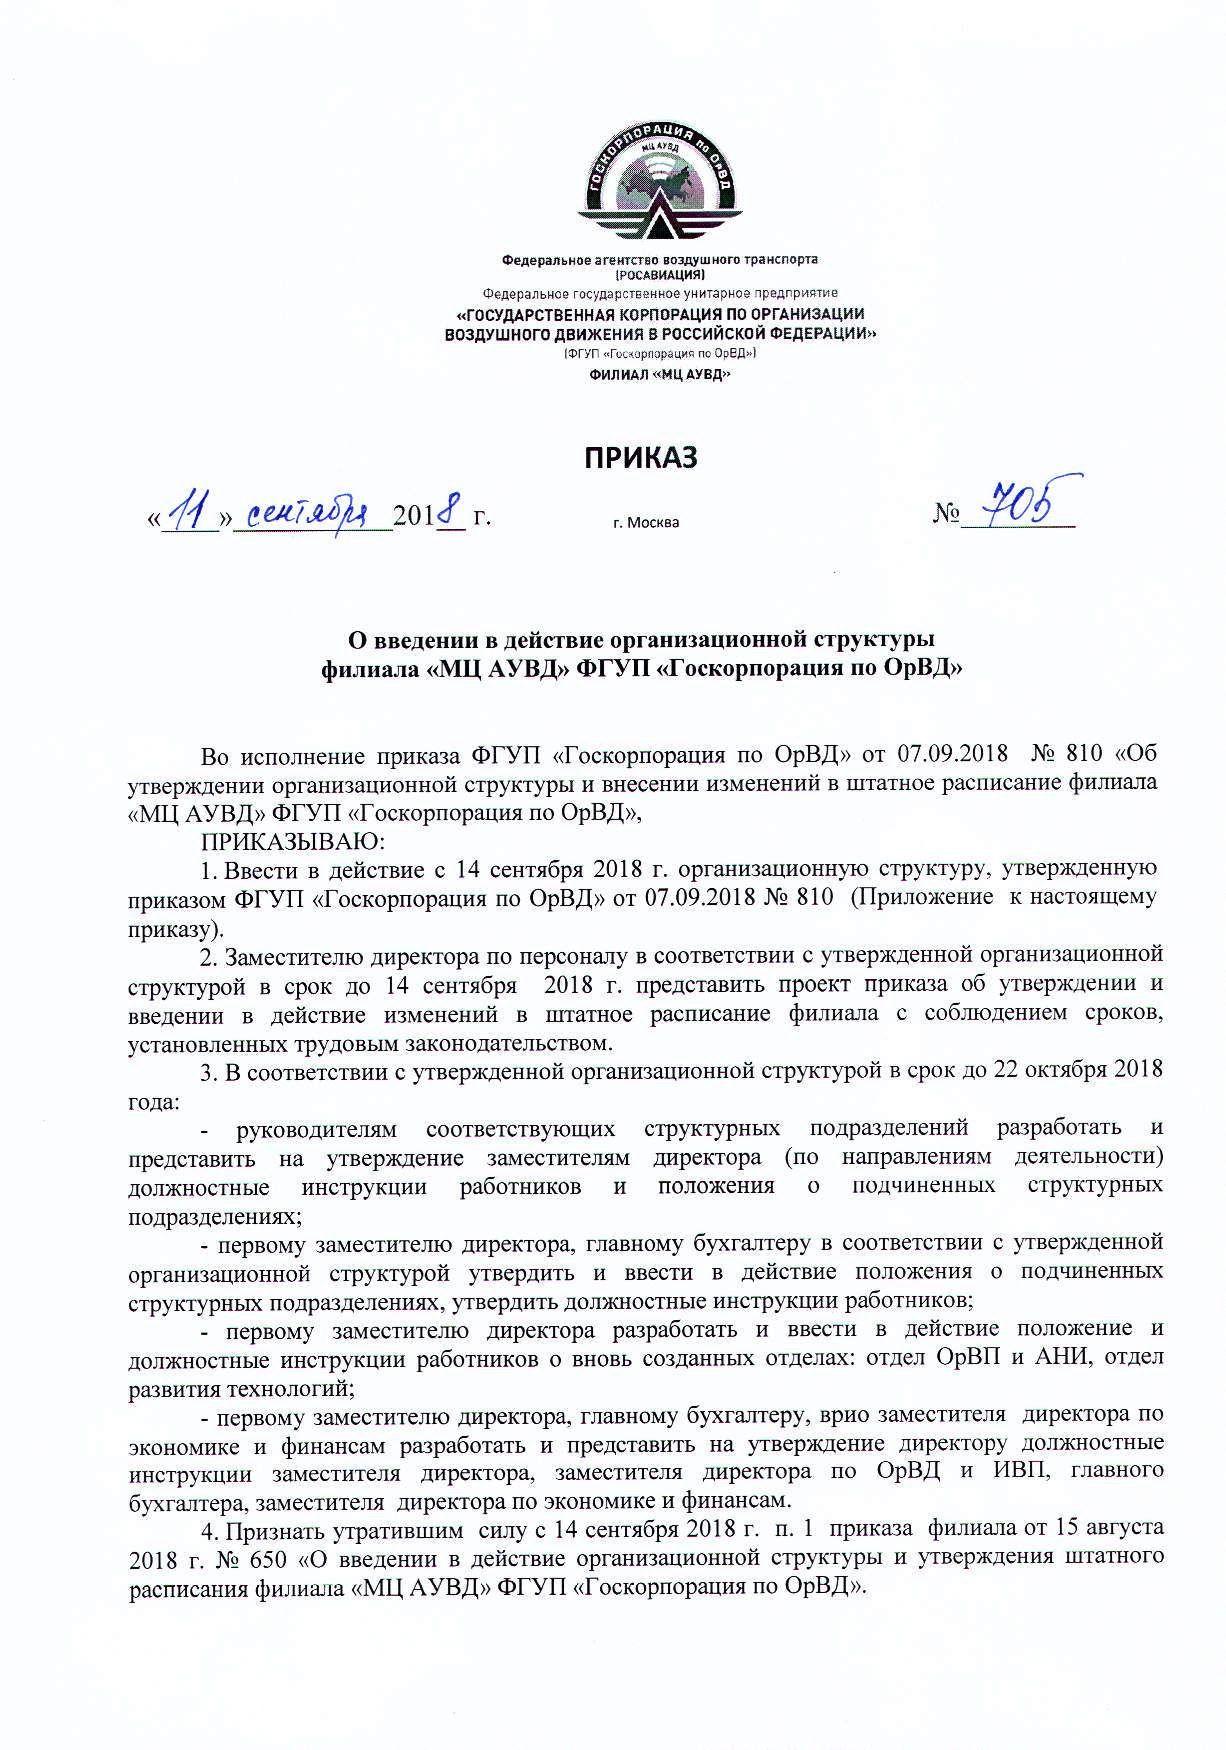 ГОСКОРПОРАЦИЯ по ОрВД
МЦ АУВД
Федеральное агентство воздушного транспорта
(РОСАВИАЦИЯ)
Федеральное государственное унитарное предприятие
«ГОСУДАРСТВЕННАЯ КОРПОРАЦИЯ ПО ОРГАНИЗАЦИИ
ВОЗДУШНОГО ДВИЖЕНИЯ В РОССИЙСКОЙ ФЕДЕРАЦИИ»
(ФГУП «Госкорпорация по ОрВД»)
ФИЛИАЛ «МЦ АУВД»
ПРИКАЗ
«11» сентября 2018 г. г. Москва № 705
О введении в действие организационной структуры
филиала «МЦ АУВД» ФГУП «Госкорпорация по ОрВД»
Во исполнение приказа ФГУП «Госкорпорация по ОрВД» от 07.09.2018 № 810 «Об
утверждении организационной структуры и внесении изменений в штатное расписание филиала
«МЦ АУВД» ФГУП «Госкорпорация по ОрВД»,
ПРИКАЗЫВАЮ:
1. Ввести в действие с 14 сентября 2018 г. организационную структуру, утвержденную
приказом ФГУП «Госкорпорация по ОрВД» от 07.09.2018 № 810 (Приложение к настоящему
приказу).
2. Заместителю директора по персоналу в соответствии с утвержденной организационной
структурой в срок до 14 сентября 2018 г. представить проект приказа об утверждении и
введении в действие изменений в штатное расписание филиала с соблюдением сроков,
установленных трудовым законодательством.
3. В соответствии с утвержденной организационной структурой в срок до 22 октября 2018
года:
- руководителям соответствующих структурных подразделений разработать и
представить на утверждение заместителям директора (по направлениям деятельности)
должностные инструкции работников и положения о подчиненных структурных
подразделениях;
- первому заместителю директора, главному бухгалтеру в соответствии с утвержденной
организационной структурой утвердить и ввести в действие положения о подчиненных
структурных подразделениях, утвердить должностные инструкции работников;
- первому заместителю директора разработать и ввести в действие положение и
должностные инструкции работников о вновь созданных отделах: отдел ОрВП и АНИ, отдел
развития технологий;
- первому заместителю директора, главному бухгалтеру, врио заместителя директора по
экономике и финансам разработать и представить на утверждение директору должностные
инструкции заместителя директора, заместителя директора по ОрВД и ИВП, главного
бухгалтера, заместителя директора по экономике и финансам.
4. Признать утратившим силу с 14 сентября 2018 г. п. 1 приказа филиала от 15 августа
2018 г. № 650 «О введении в действие организационной структуры и утверждения штатного
расписания филиала «МЦ АУВД» ФГУП «Госкорпорация по ОрВД».